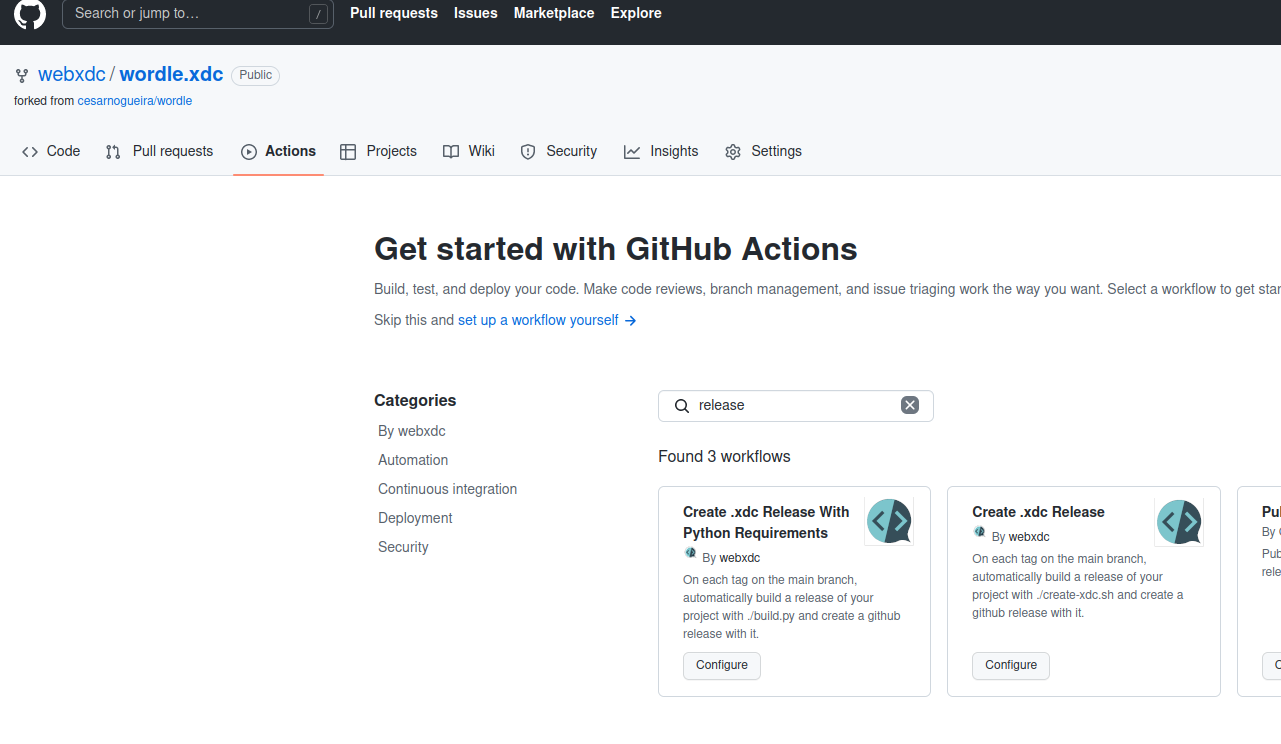 Search or jump to…
/
Pull requests
Issues
Marketplace
Explore
webxdc / wordle.xdc
Public
forked from cesarnogueira/wordle
Code
Pull requests
Actions
Projects
Wiki
Security
Insights
Settings
Get started with GitHub Actions
Build, test, and deploy your code. Make code reviews, branch management, and issue triaging work the way you want. Select a workflow to get
Skip this and set up a workflow yourself →
Categories
By webxdc
Automation
Continuous integration
Deployment
Security
release
Found 3 workflows
Create .xdc Release With
Python Requirements
By webxdc
On each tag on the main branch,
automatically build a release of your
project with ./build.py and create a github
release with it.
Configure
Create .xdc Release
By webxdc
On each tag on the main branch,
automatically build a release of your
project with ./create-xdc.sh and create a
github release with it.
Configure
By